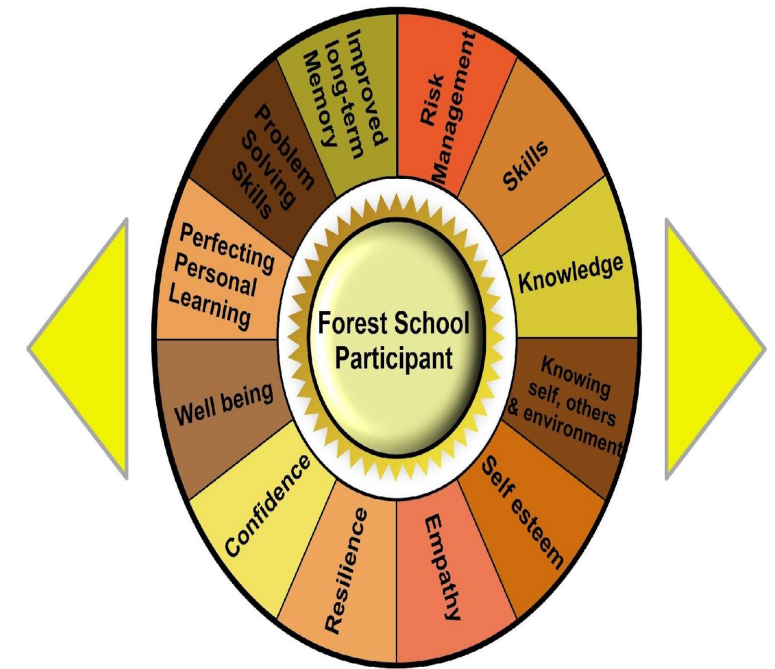 Improved
long-term
Memory
Risk
Management
Skills
Knowledge
Knowing
self, others
& environment
Self esteem
Empathy
Resilience
Confidence
Well being
Perfecting
Personal
Learning
Problem
Solving
Skills
Forest School
Participant